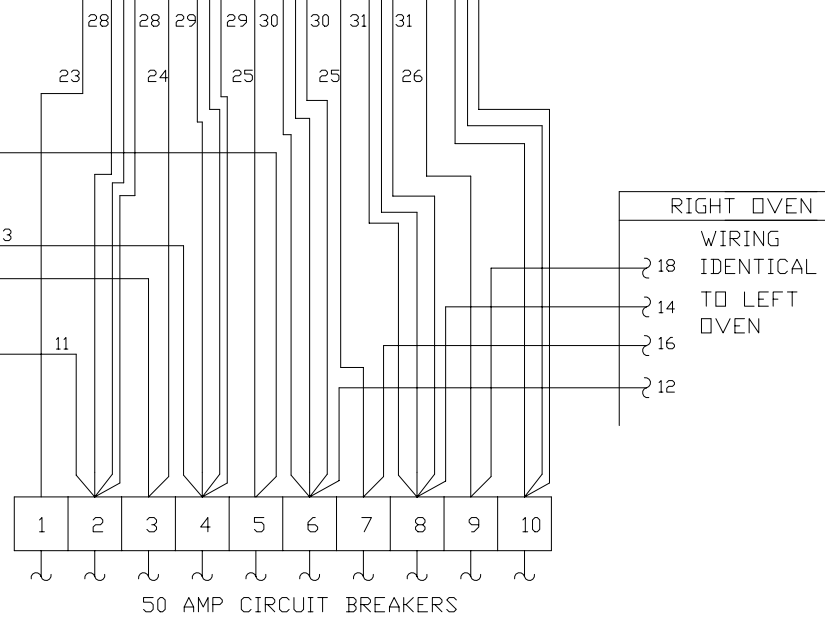 28 28 29 29 30 30 31 31
23 24 25 25 26
RIGHT OVEN
3
WIRING
18 IDENTICAL
14 TO LEFT
OVEN
11
16
12
1 2 3 4 5 6 7 8 9 10
50 AMP CIRCUIT BREAKERS